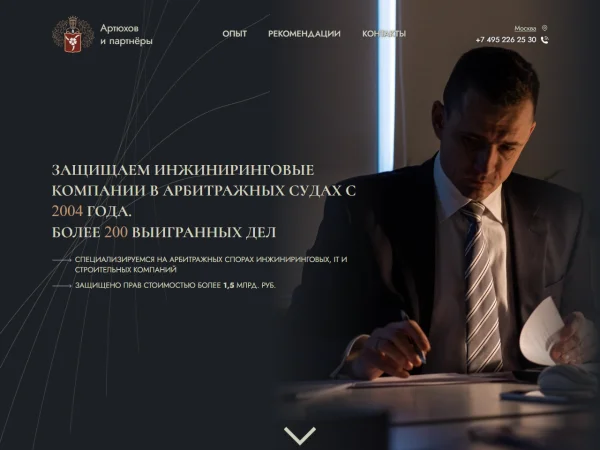 Артюхов
и партнёры
ОПЫТ
РЕКОМЕНДАЦИИ
КОНТАКТЫ
Москва
+7 495 226 25 30
ЗАЩИЩАЕМ ИНЖИНИРИНГОВЫЕ
КОМПАНИИ В АРБИТРАЖНЫХ СУДАХ С
2004 ГОДА.
БОЛЕЕ 200 ВЫИГРАННЫХ ДЕЛ
СПЕЦИАЛИЗИРУЕМСЯ НА АРБИТРАЖНЫХ СПОРАХ ИНЖИНИРИНГОВЫХ, IT И
СТРОИТЕЛЬНЫХ КОМПАНИЙ
ЗАЩИЩЕНО ПРАВ СТОИМОСТЬЮ БОЛЕЕ 1,5 МЛРД. РУБ.